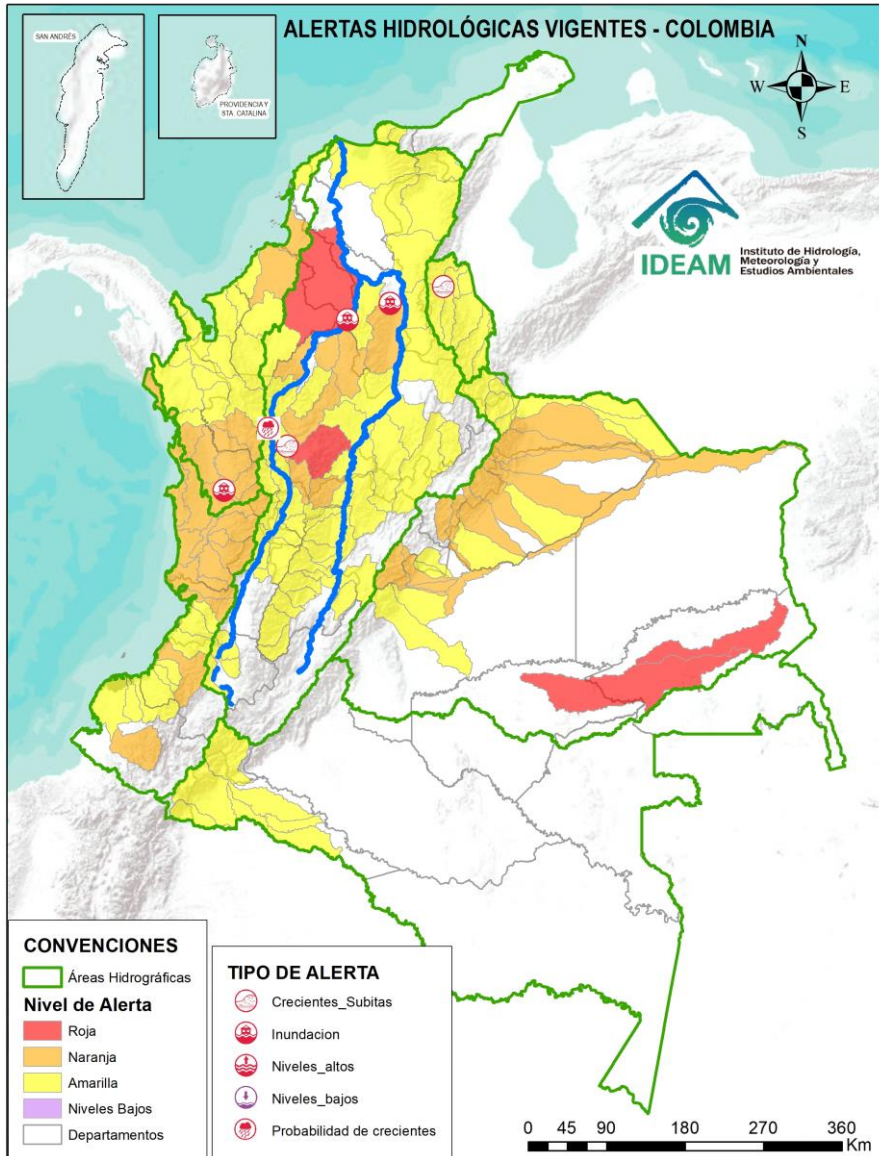 ALERTAS HIDROLÓGICAS VIGENTES - COLOMBIA
SAN ANDRÉS
PROVIDENCIA Y
STA. CATALINA
N
W
E
S
IDEAM
Instituto de Hidrología,
Meteorología y
Estudios Ambientales
CONVENCIONES
Áreas Hidrográficas
Nivel de Alerta
Roja
Naranja
Amarilla
Niveles Bajos
Departamentos
TIPO DE ALERTA
Crecientes_Subitas
Inundacion
Niveles_altos
Niveles_bajos
Probabilidad de crecientes
0 45 90 180 270 360
Km